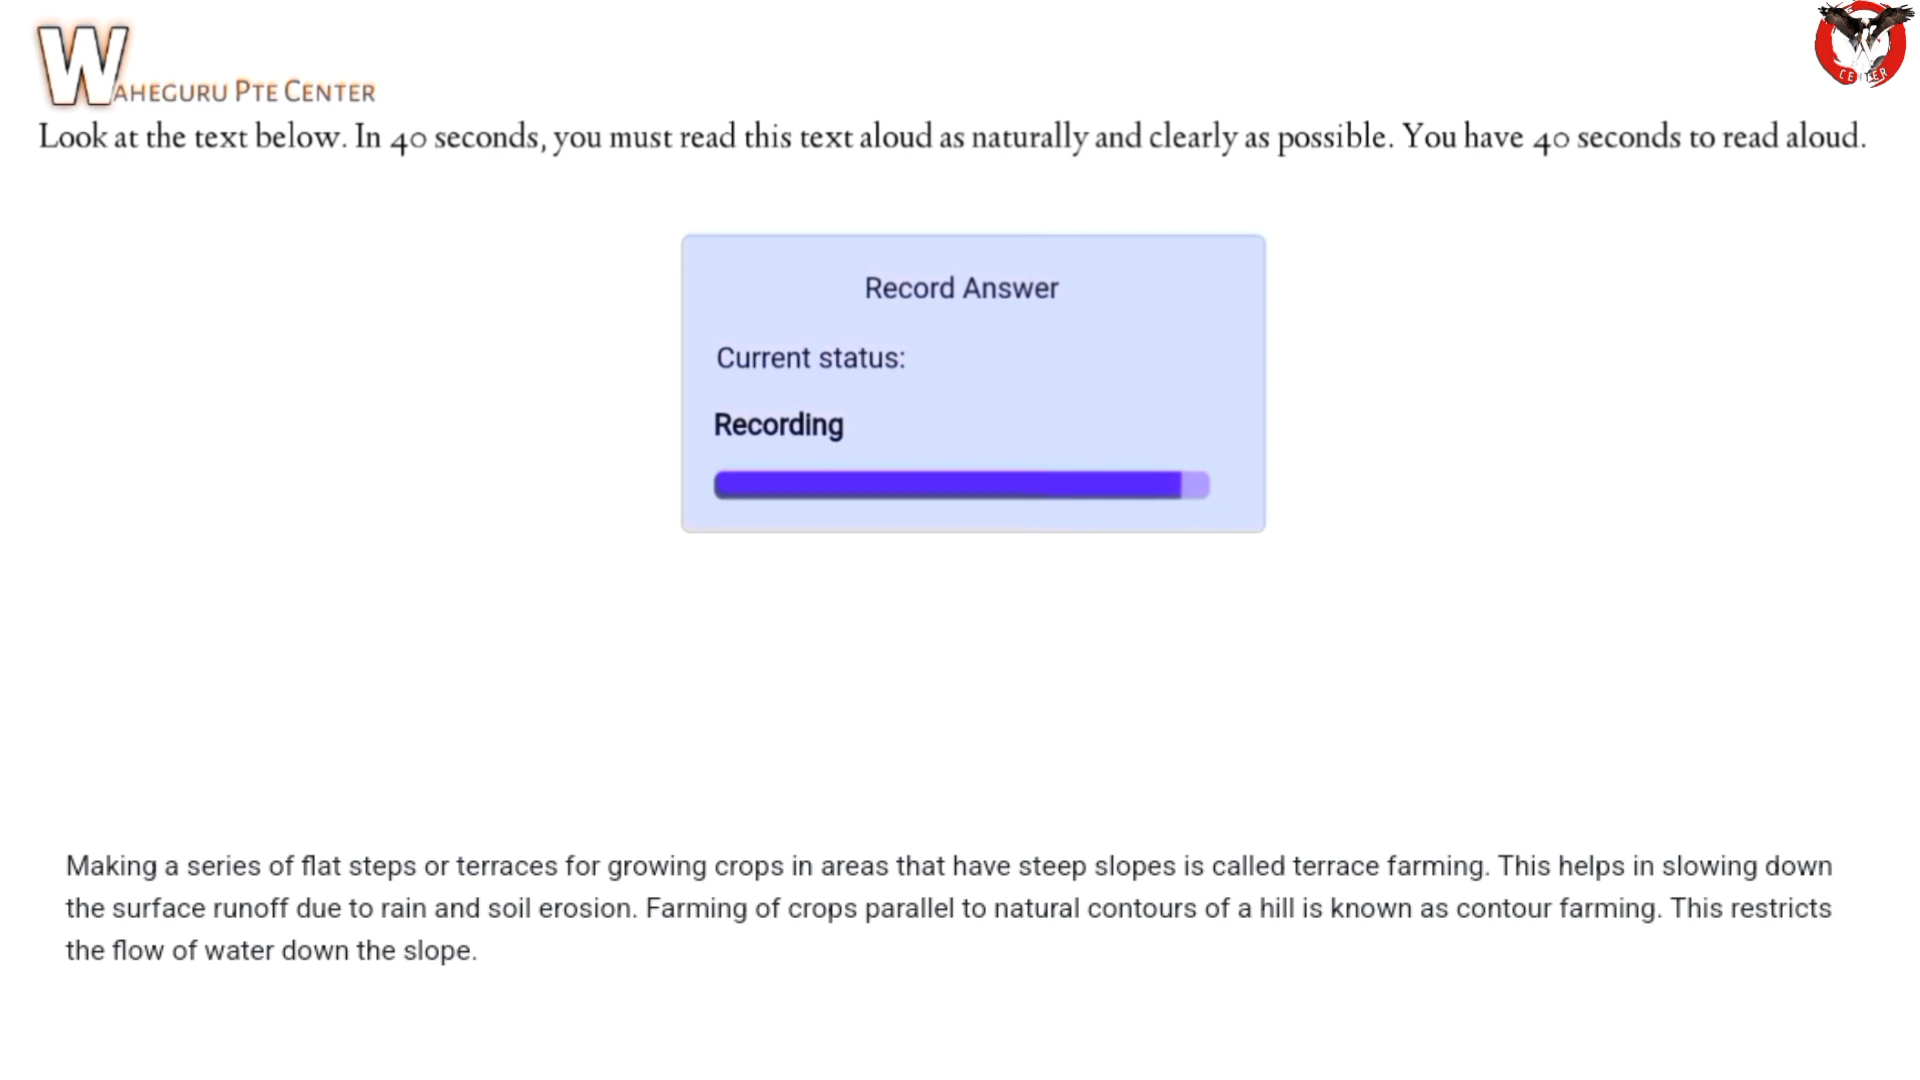 WAHEGURU PTE CENTER
CENTER
Look at the text below. In 40 seconds, you must read this text aloud as naturally and clearly as possible. You have 40 seconds to read aloud.
Record Answer
Current status:
Recording
Making a series of flat steps or terraces for growing crops in areas that have steep slopes is called terrace farming. This helps in slowing down
the surface runoff due to rain and soil erosion. Farming of crops parallel to natural contours of a hill is known as contour farming. This restricts
the flow of water down the slope.